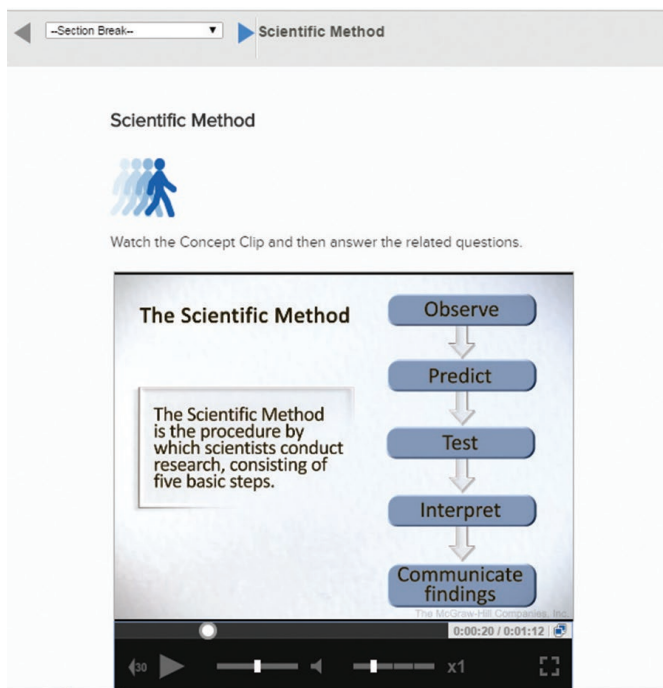 --Section Break--
Scientific Method
Scientific Method
Watch the Concept Clip and then answer the related questions.
The Scientific Method
The Scientific Method
is the procedure by
which scientists conduct
research, consisting of
five basic steps.
Observe
Predict
Test
Interpret
Communicate
findings
The McGraw-Hill Companies, Inc.
0:00:20 / 0:01:12
30
x1